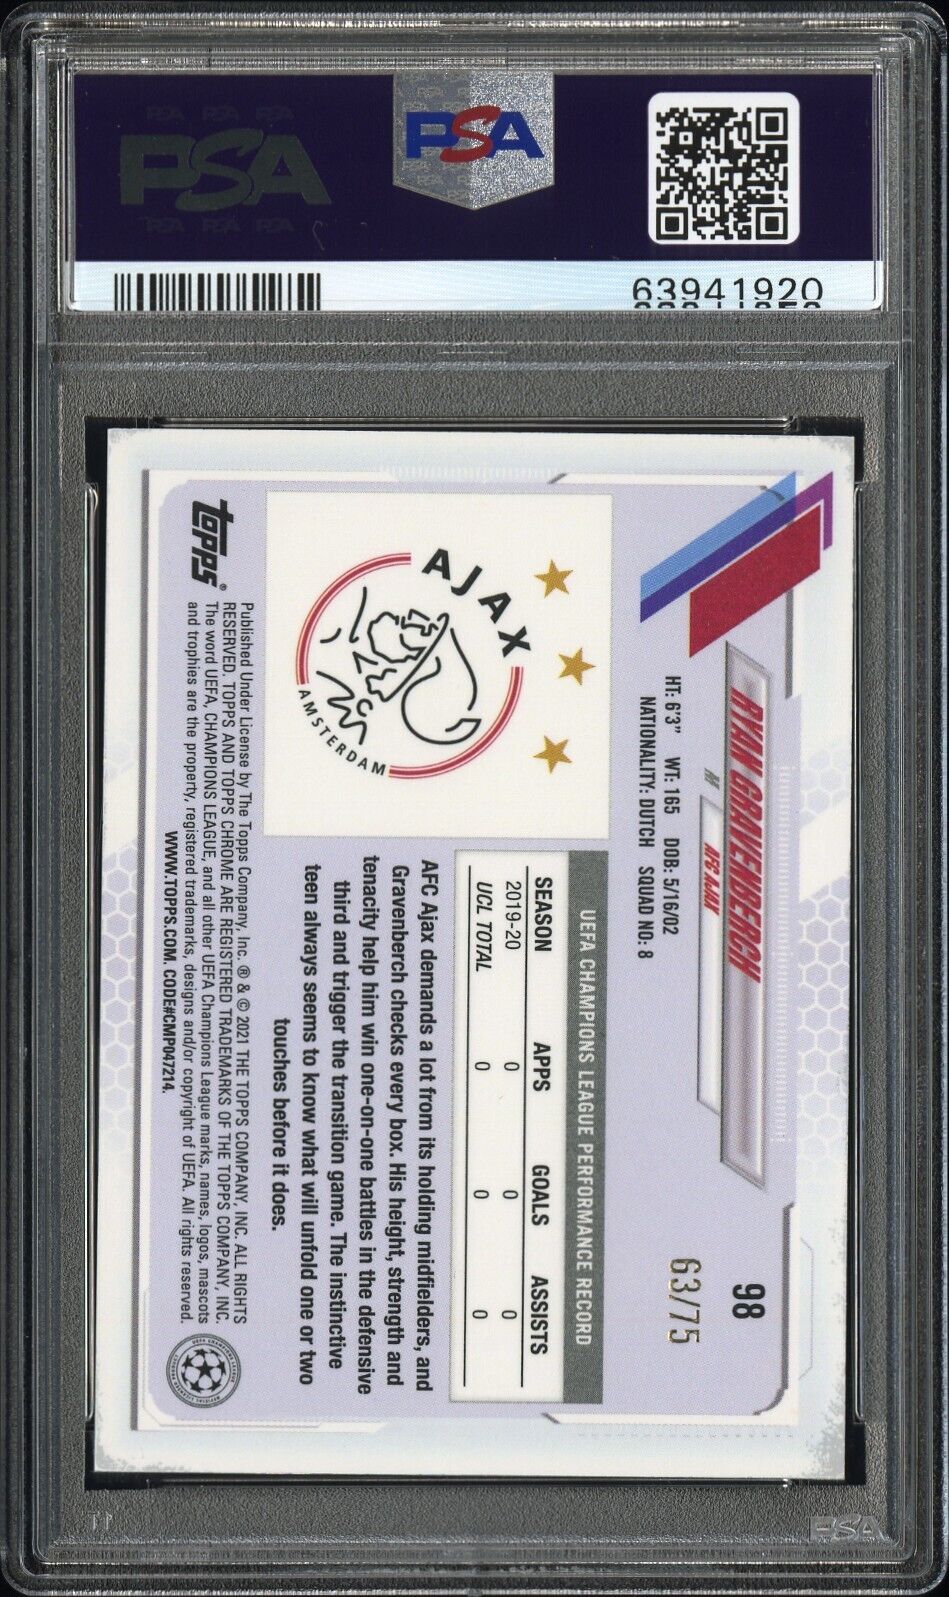 PSA PSA PSA
PSA
PSA
PSA PSA PSA
63941920
RYAN GRAVENBERCH
M
AFC AJAX
98
63/75
HT: 6'3" WT: 165 DOB: 5/16/02
NATIONALITY: DUTCH SQUAD NO: 8
AJAX
AMSTERDAM
UEFA CHAMPIONS LEAGUE PERFORMANCE RECORD
SEASON APPS GOALS ASSISTS
2019-20 0 0 0
UCL TOTAL 0 0 0
AFC Ajax demands a lot from its holding midfielders, and
Gravenberch checks every box. His height, strength and
tenacity help him win one-on-one battles in the defensive
third and trigger the transition game. The instinctive
teen always seems to know what will unfold one or two
touches before it does.
topps®
Published Under License by The Topps Company, Inc. ® & © 2021 THE TOPPS COMPANY, INC. ALL RIGHTS
RESERVED. TOPPS AND TOPPS CHROME ARE REGISTERED TRADEMARKS OF THE TOPPS COMPANY, INC.
The word UEFA, CHAMPIONS LEAGUE, and all other UEFA Champions League marks, names, logos, mascots
and trophies are the property, registered trademarks, designs and/or copyright of UEFA. All rights reserved.
WWW.TOPPS.COM. CODE#CMP047214.
PSA